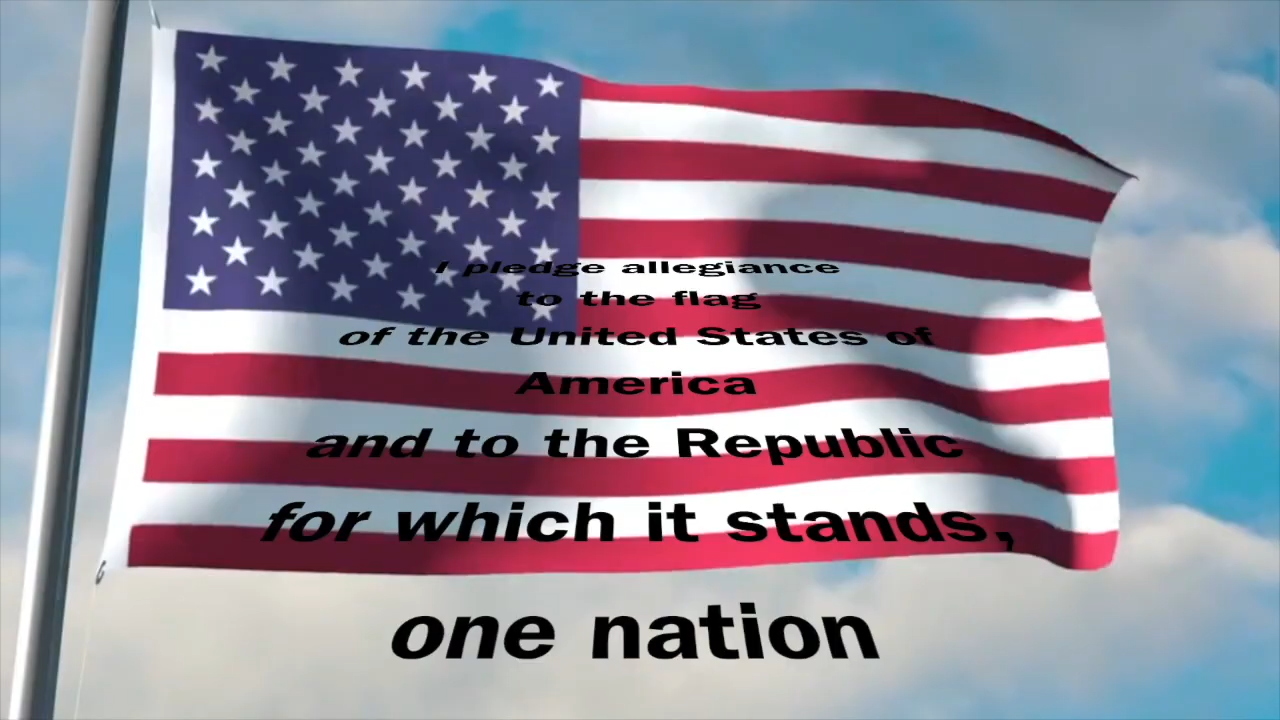 I pledge allegiance
to the flag
of the United States of
America
and to the Republic
for which it stands,
one nation